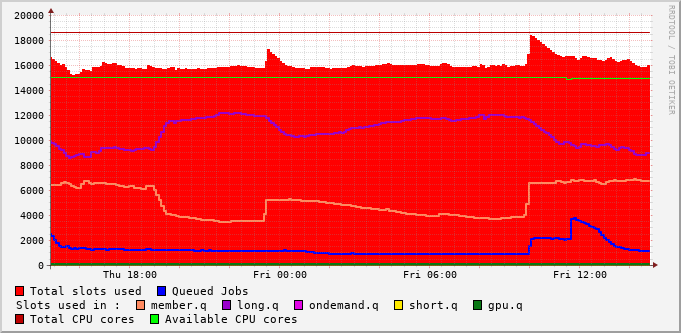 20000
18000
16000
14000
12000
10000
8000
6000
4000
2000
0
Thu 18:00 Fri 00:00 Fri 06:00 Fri 12:00
Total slots used Queued Jobs
Slots used in : member.q long.q ondemand.q short.q gpu.q
Total CPU cores Available CPU cores
RRDTOOL / TOBI OETIKER